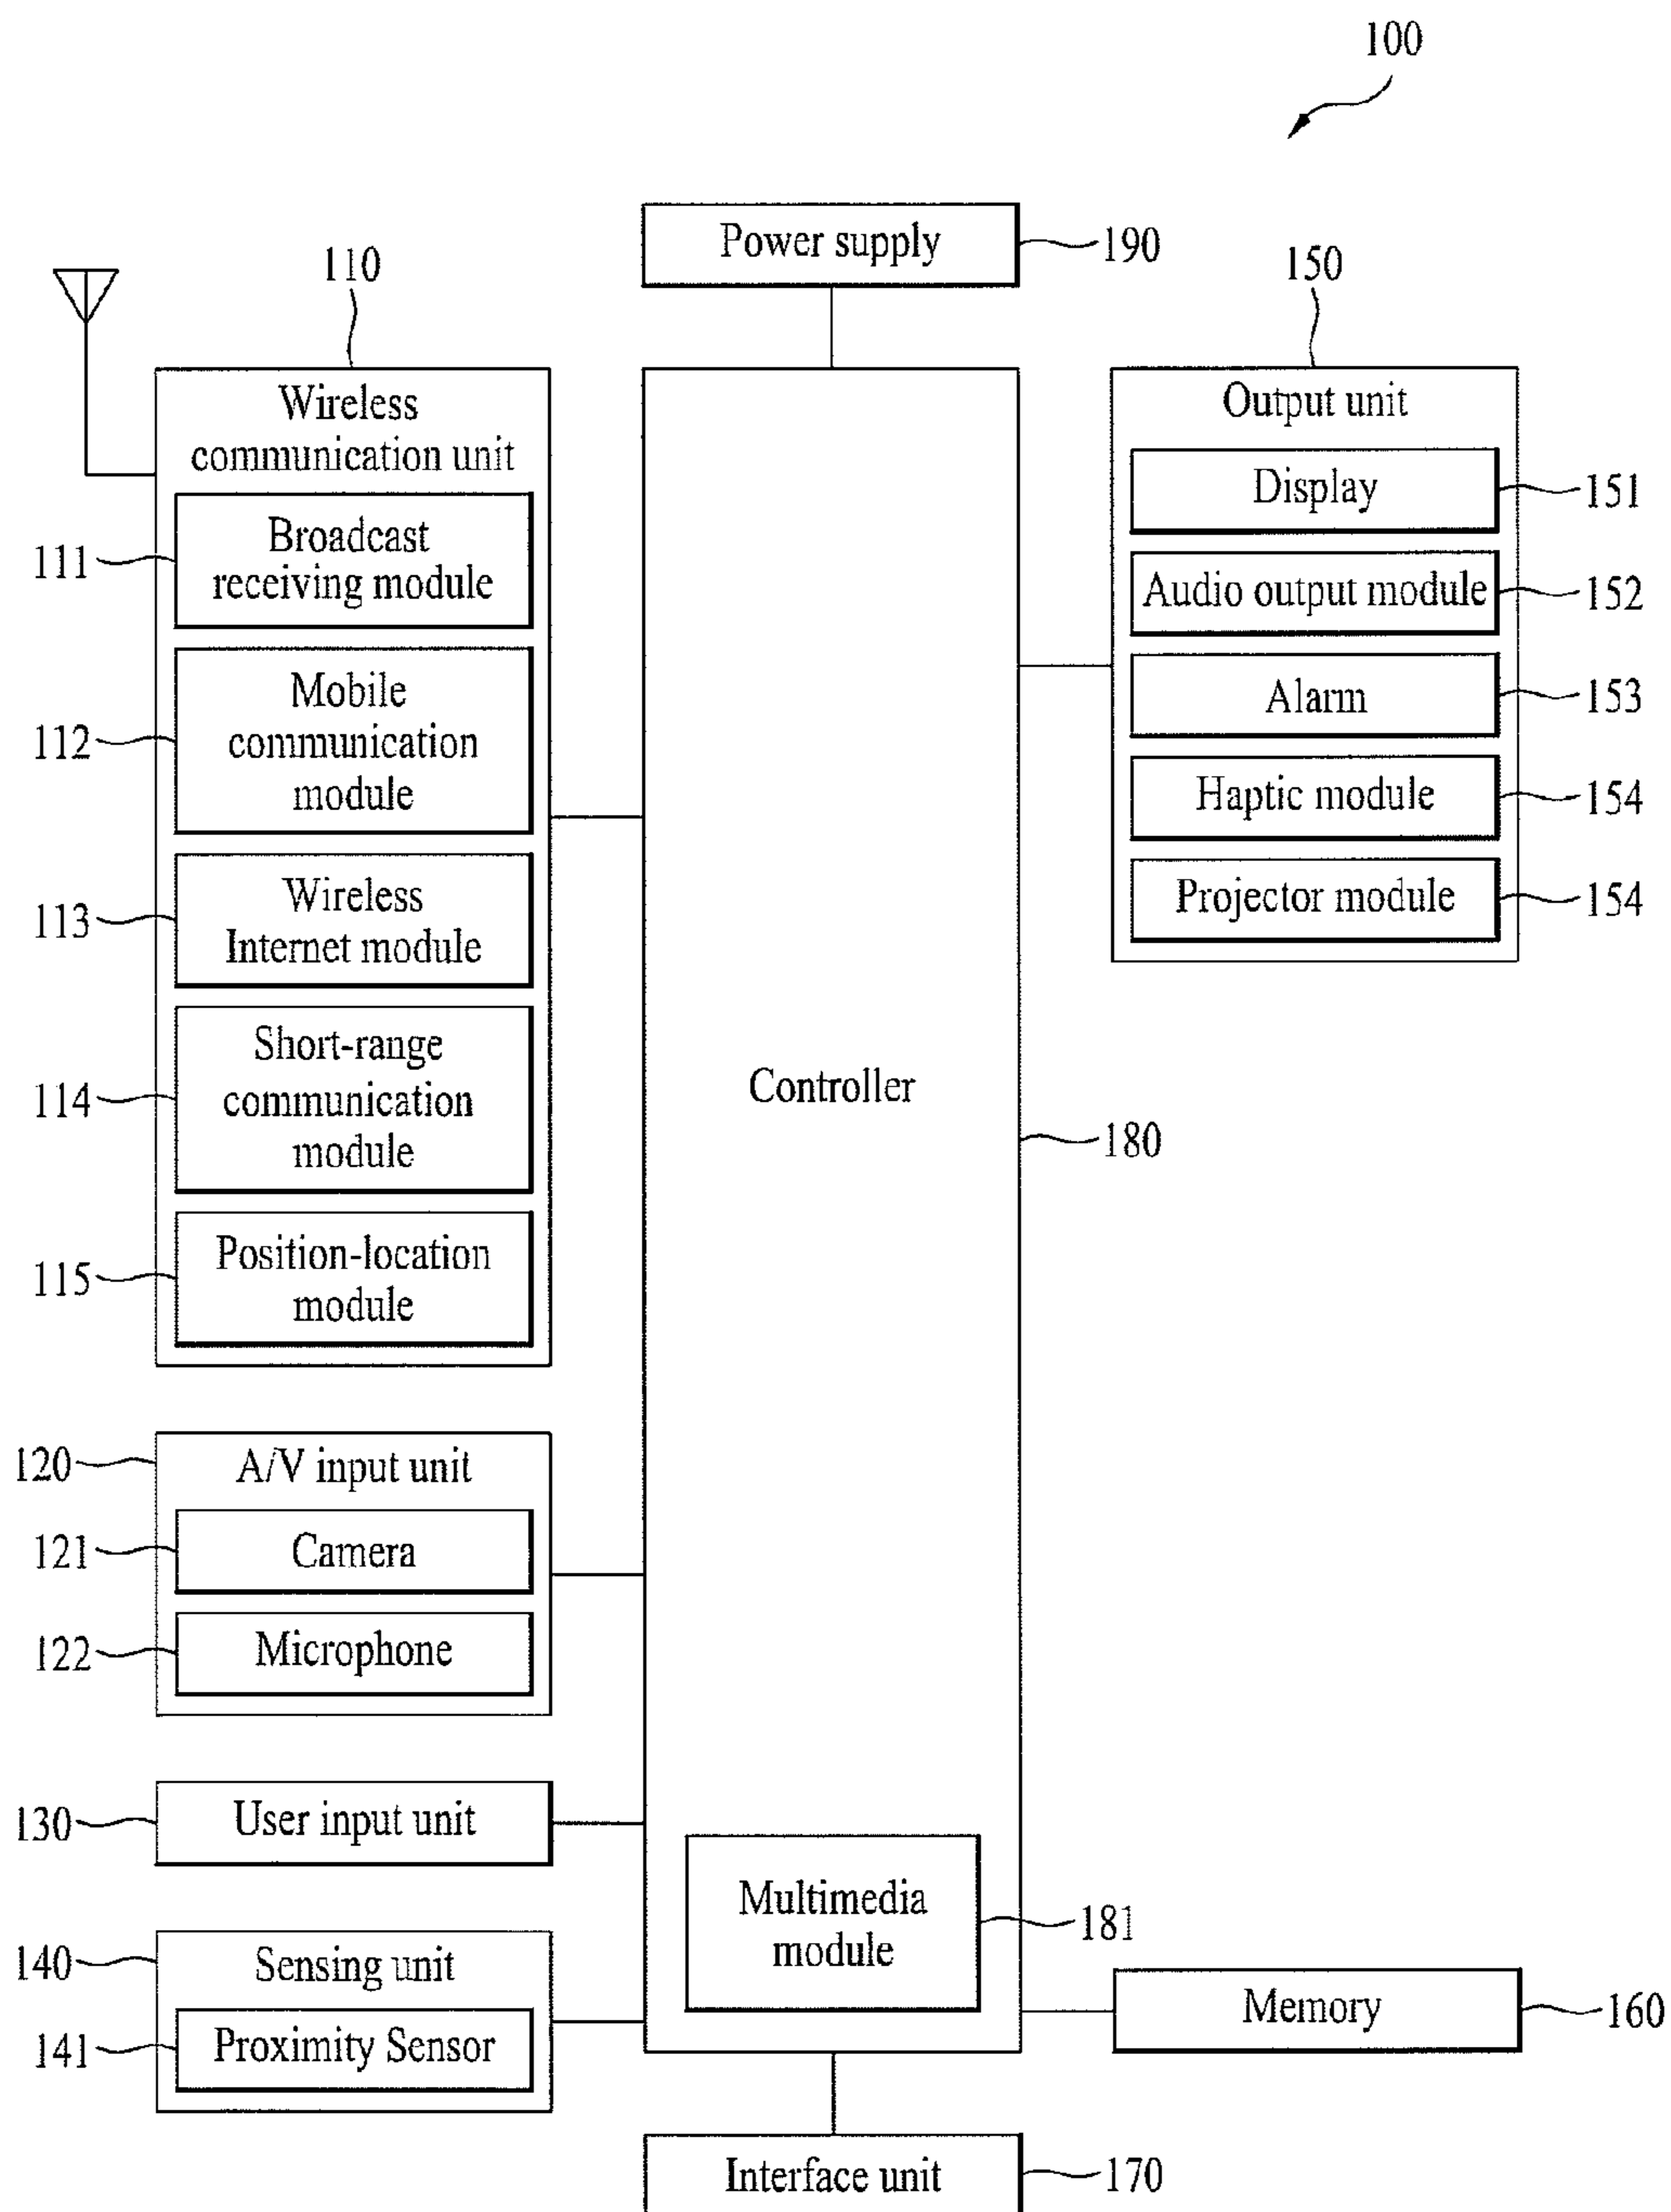 100
Power supply
190
110
Wireless
communication unit
111
Broadcast
receiving module
112
Mobile
communication
module
113
Wireless
Internet module
114
Short-range
communication
module
115
Position-location
module
120
A/V input unit
121
Camera
122
Microphone
130
User input unit
140
Sensing unit
141
Proximity Sensor
Controller
180
Multimedia
module
181
150
Output unit
Display
151
Audio output module
152
Alarm
153
Haptic module
154
Projector module
154
Memory
160
Interface unit
170